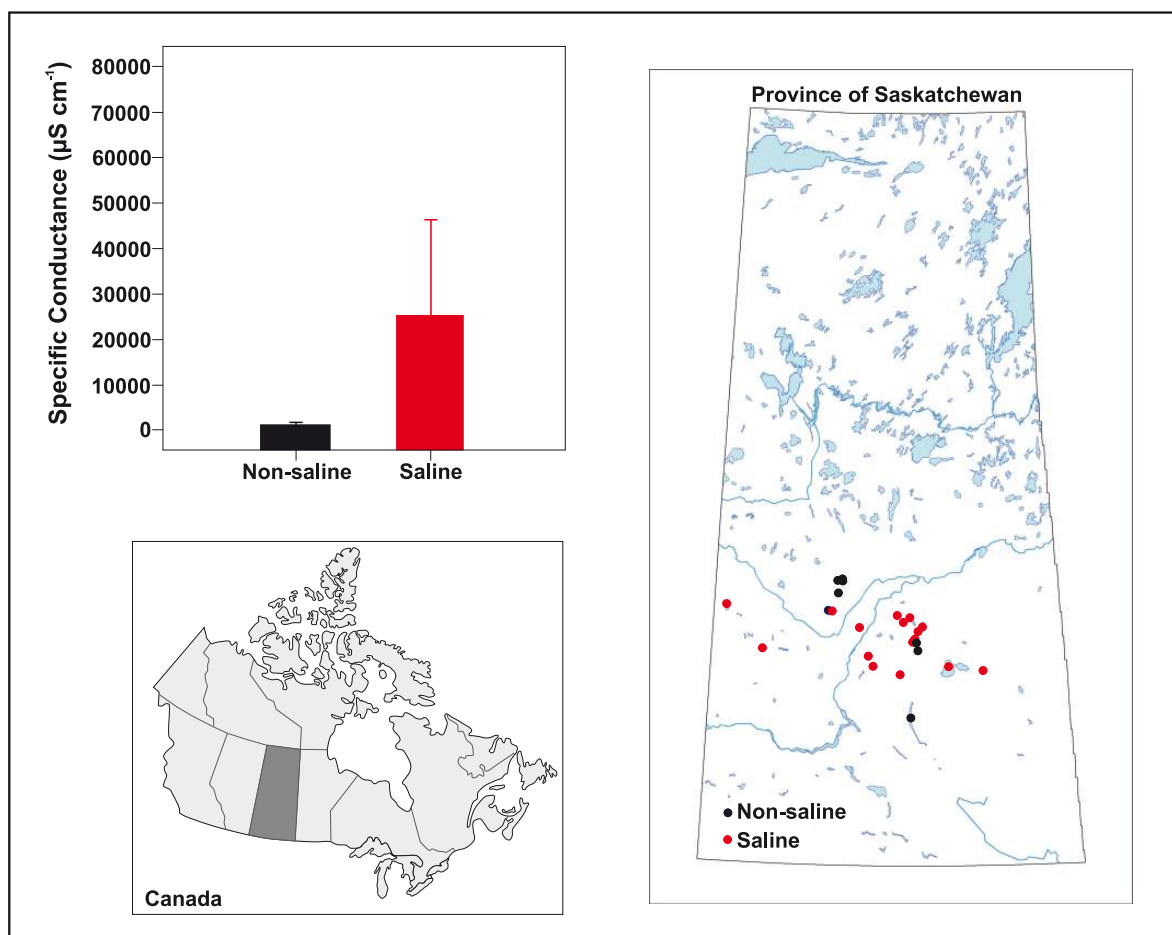 Specific Conductance (µS cm⁻¹)
80000
70000
60000
50000
40000
30000
20000
10000
0
Non-saline
Saline
Canada
Province of Saskatchewan
Non-saline
Saline